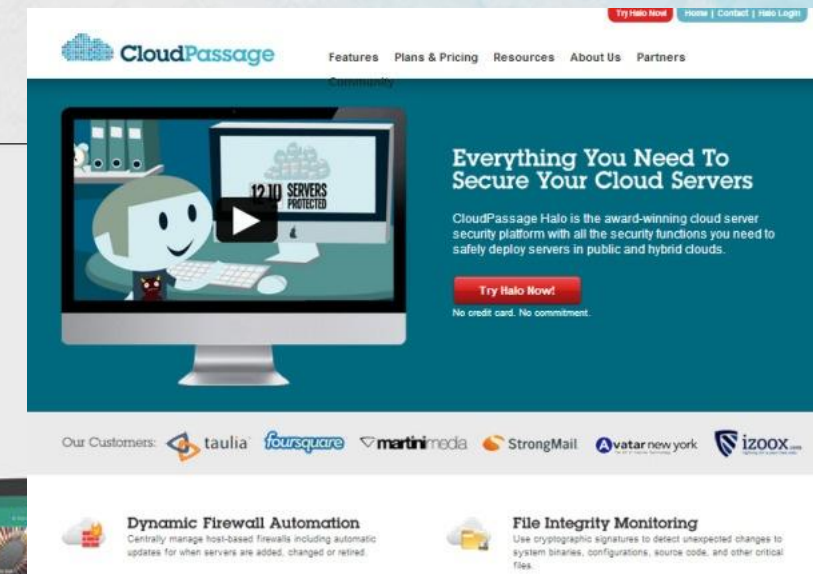 Try Halo Now Home | Contact | Halo Login
CloudPassage
Features Plans & Pricing Resources About Us Partners
Community
SERVERS
PROTECTED
Everything You Need To
Secure Your Cloud Servers
CloudPassage Halo is the award-winning cloud server
security platform with all the security functions you need to
safely deploy servers in public and hybrid clouds.
Try Halo Now!
No credit card. No commitment.
Our Customers: taulia foursquare martinimedia StrongMail Avatar new york izoox.com
Dynamic Firewall Automation
Centrally manage host-based firewalls including automatic
updates for when servers are added, changed or retired.
File Integrity Monitoring
Use cryptographic signatures to detect unexpected changes to
system binaries, configurations, source code, and other critical
files.